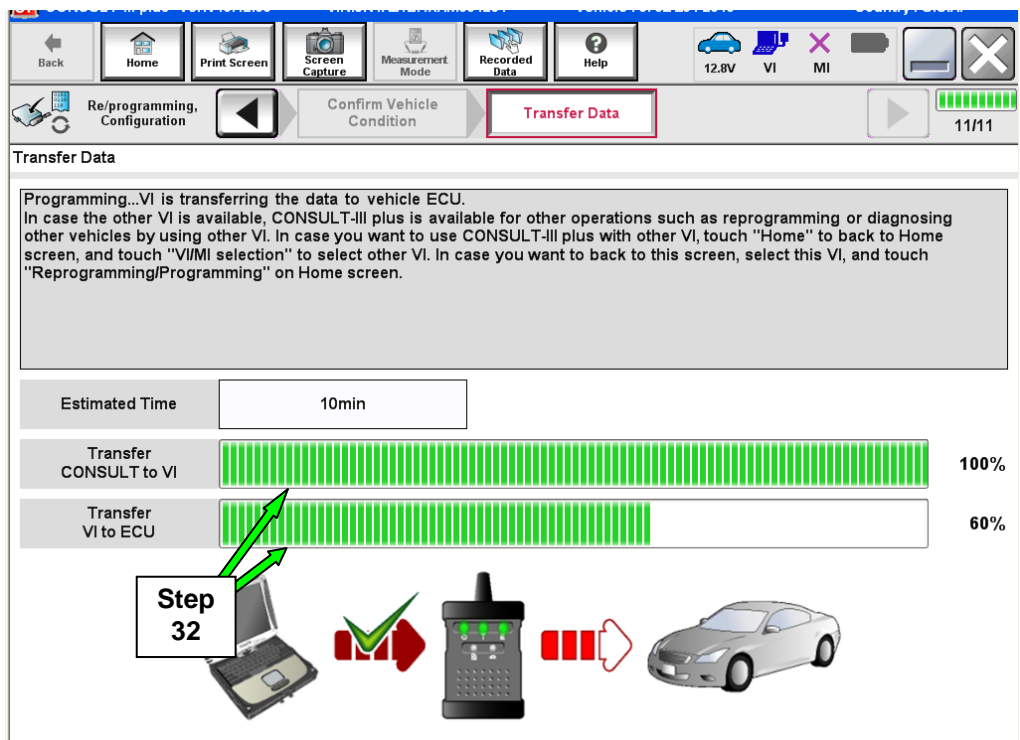 Back
Home
Print Screen
Screen
Capture
Measurement
Mode
Recorded
Data
Help
12.8V
VI
MI
Re/programming,
Configuration
Confirm Vehicle
Condition
Transfer Data
11/11
Transfer Data
Programming...VI is transferring the data to vehicle ECU.
In case the other VI is available, CONSULT-III plus is available for other operations such as reprogramming or diagnosing
other vehicles by using other VI. In case you want to use CONSULT-III plus with other VI, touch "Home" to back to Home
screen, and touch "VI/MI selection" to select other VI. In case you want to back to this screen, select this VI, and touch
"Reprogramming/Programming" on Home screen.
Estimated Time
10min
Transfer
CONSULT to VI
100%
Transfer
VI to ECU
60%
Step
32